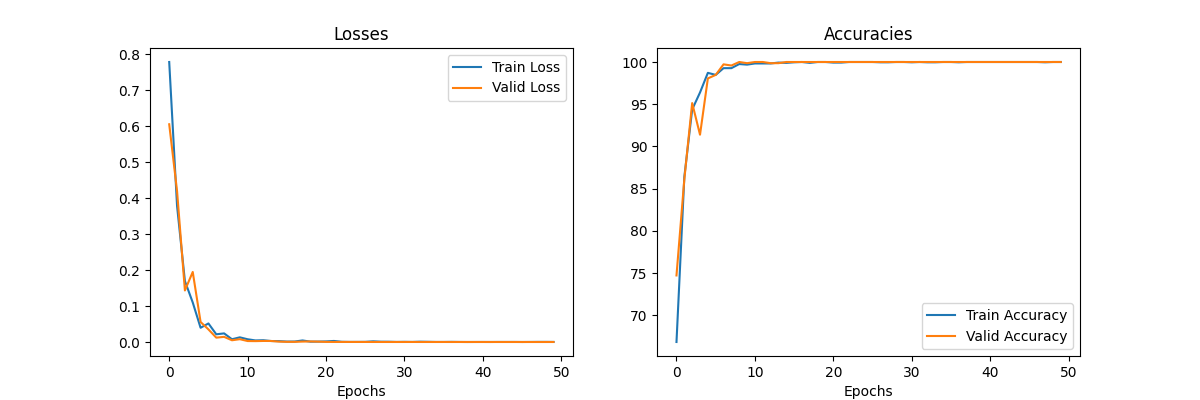 Losses
0.8
0.7
0.6
0.5
0.4
0.3
0.2
0.1
0.0
Train Loss
Valid Loss
0 10 20 30 40 50
Epochs
Accuracies
100
95
90
85
80
75
70
Train Accuracy
Valid Accuracy
0 10 20 30 40 50
Epochs